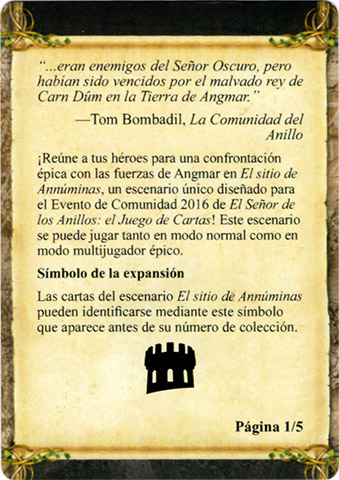 “...eran enemigos del Señor Oscuro, pero
habían sido vencidos por el malvado rey de
Carn Dûm en la Tierra de Angmar.”
—Tom Bombadil, La Comunidad del
Anillo
¡Reúne a tus héroes para una confrontación
épica con las fuerzas de Angmar en El sitio de
Annúminas, un escenario único diseñado para
el Evento de Comunidad 2016 de El Señor de
los Anillos: el Juego de Cartas! Este escenario
se puede jugar tanto en modo normal como en
modo multijugador épico.
Símbolo de la expansión
Las cartas del escenario El sitio de Annúminas
pueden identificarse mediante este símbolo
que aparece antes de su número de colección.
Página 1/5